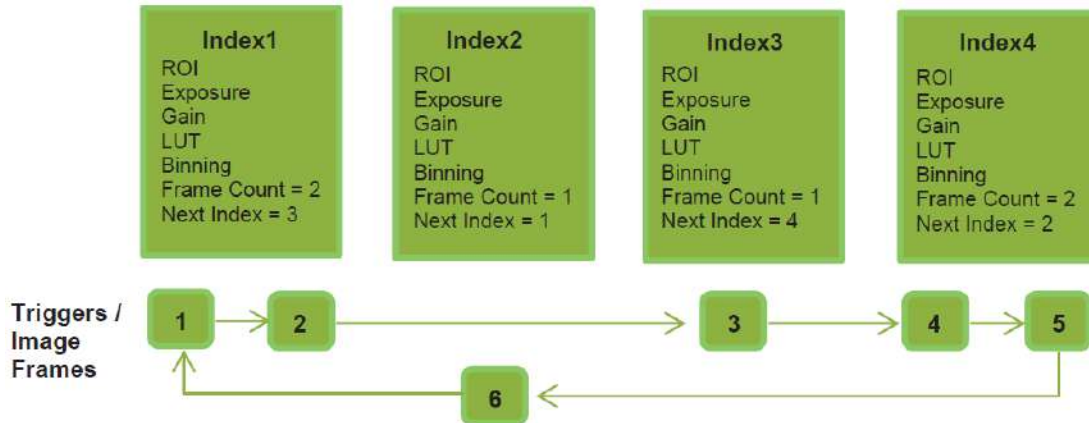 Index1
ROI
Exposure
Gain
LUT
Binning
Frame Count = 2
Next Index = 3
Index2
ROI
Exposure
Gain
LUT
Binning
Frame Count = 1
Next Index = 1
Index3
ROI
Exposure
Gain
LUT
Binning
Frame Count = 1
Next Index = 4
Index4
ROI
Exposure
Gain
LUT
Binning
Frame Count = 2
Next Index = 2
Triggers /
Image
Frames
1
2
3
4
5
6